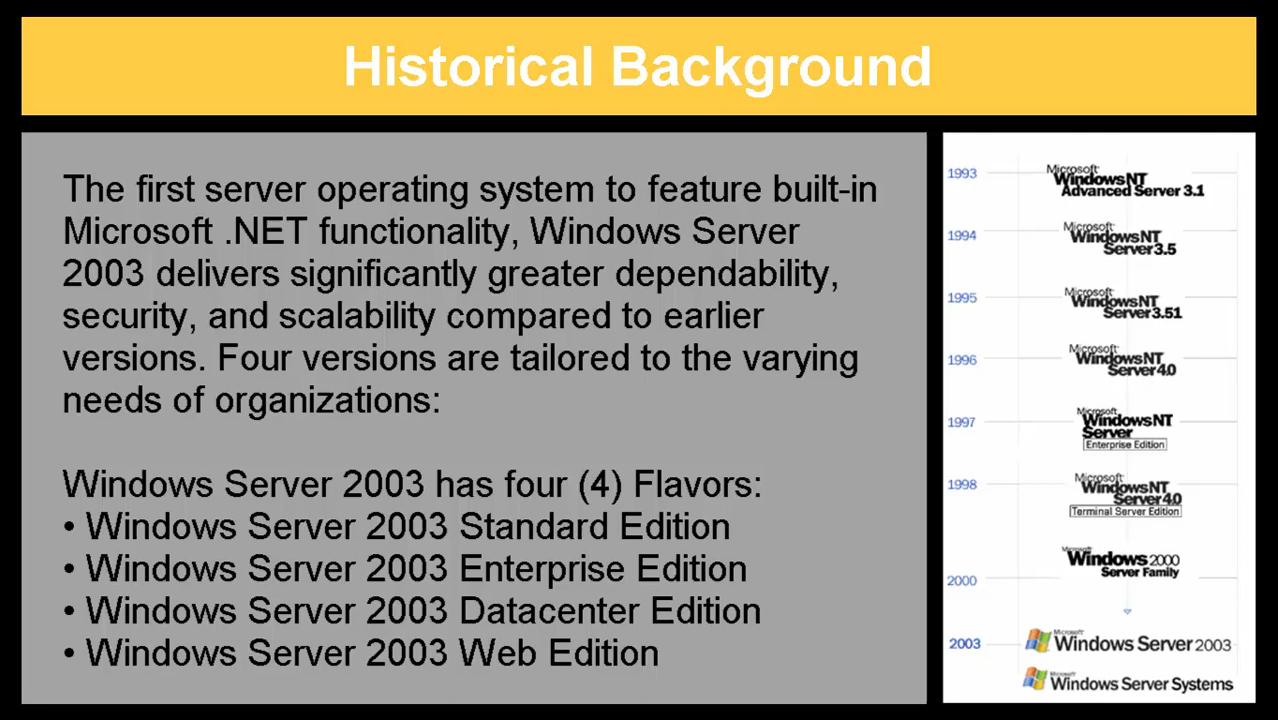 Historical Background
The first server operating system to feature built-in
Microsoft .NET functionality, Windows Server
2003 delivers significantly greater dependability,
security, and scalability compared to earlier
versions. Four versions are tailored to the varying
needs of organizations:
Windows Server 2003 has four (4) Flavors:
• Windows Server 2003 Standard Edition
• Windows Server 2003 Enterprise Edition
• Windows Server 2003 Datacenter Edition
• Windows Server 2003 Web Edition
1993
Microsoft
Windows NT
Advanced Server 3.1
1994
Microsoft
Windows NT
Server 3.5
1995
Microsoft
Windows NT
Server 3.51
1996
Microsoft
Windows NT
Server 4.0
1997
Microsoft
Windows NT
Server
Enterprise Edition
1998
Microsoft
Windows NT
Server 4.0
Terminal Server Edition
2000
Microsoft
Windows 2000
Server Family
2003
Microsoft
Windows Server 2003
Microsoft
Windows Server Systems